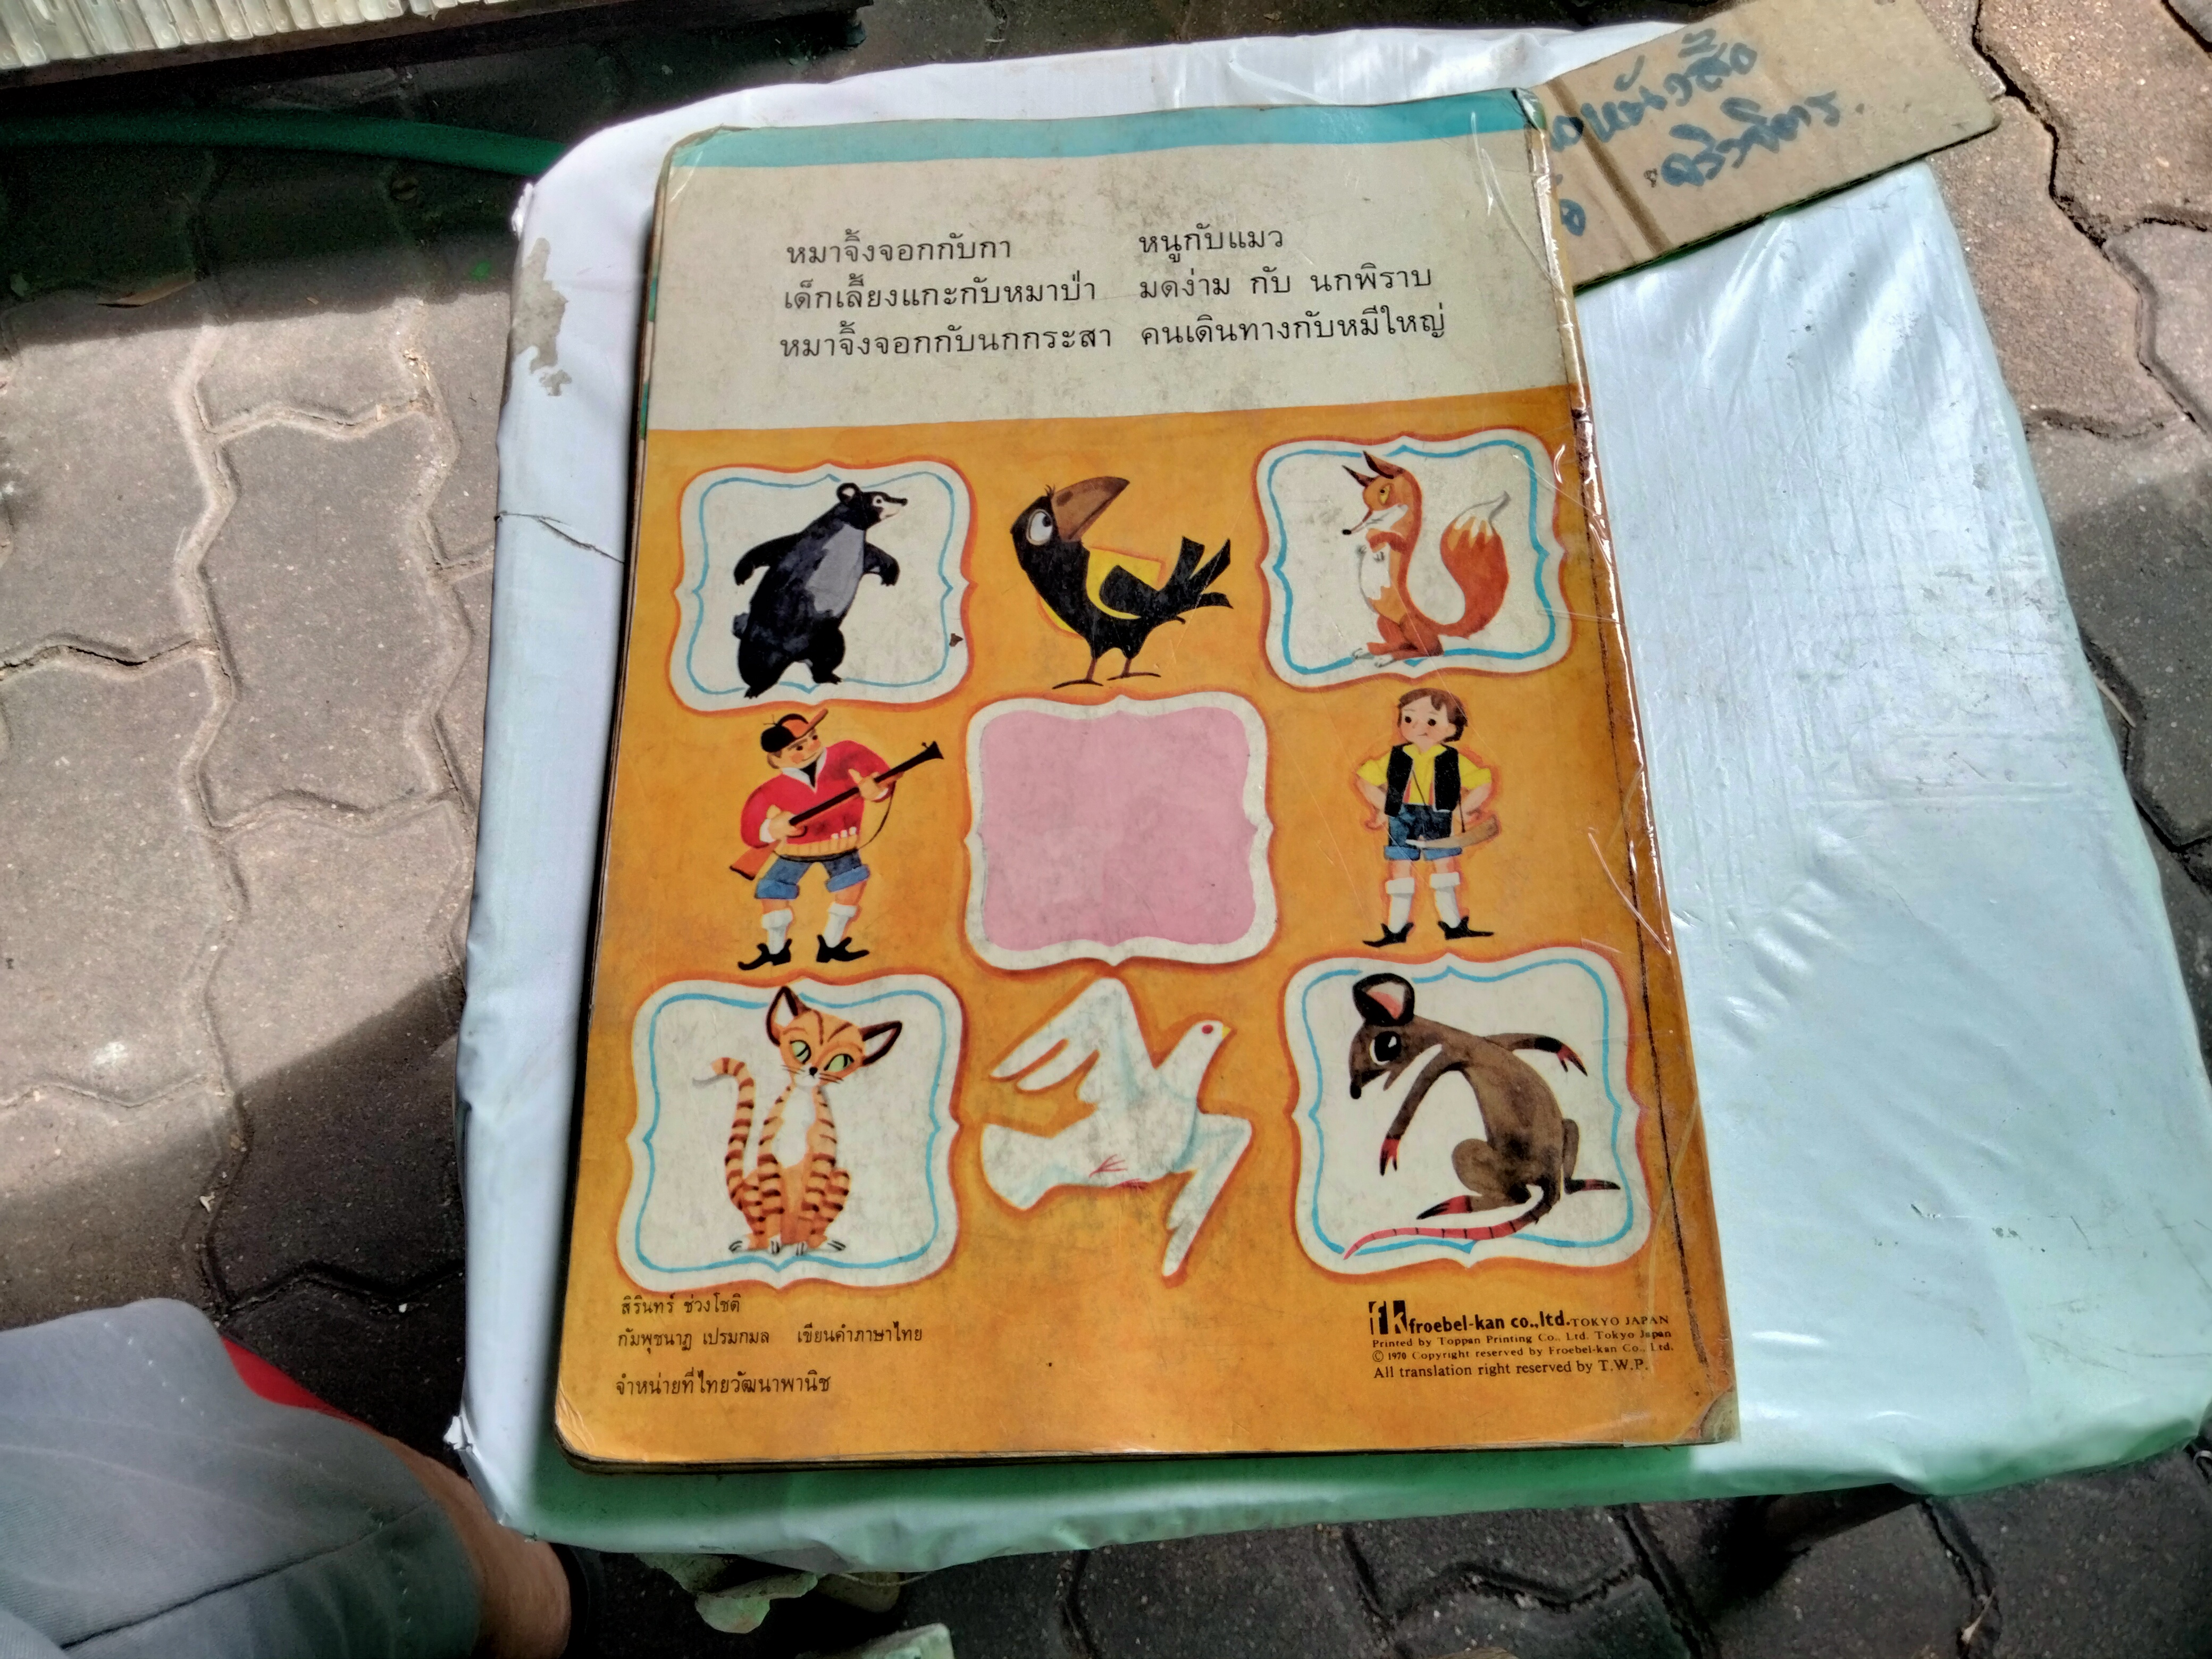 หมาจิ้งจอกกับกา
เด็กเลี้ยงแกะกับหมาป่า
หมาจิ้งจอกกับนกกระสา
หนูกับแมว
มดง่าม กับ นกพิราบ
คนเดินทางกับหมีใหญ่
สิรินทร์ ช่วงโชติ
กัมพุชนาฎ เปรมกมล เขียนคำภาษาไทย
จำหน่ายที่ไทยวัฒนาพานิช
fk froebel-kan co.,ltd. TOKYO JAPAN
Printed by Toppan Printing Co., Ltd. Tokyo Japan
© 1970 Copyright reserved by Froebel-kan Co., Ltd.
All translation right reserved by T.W.P.